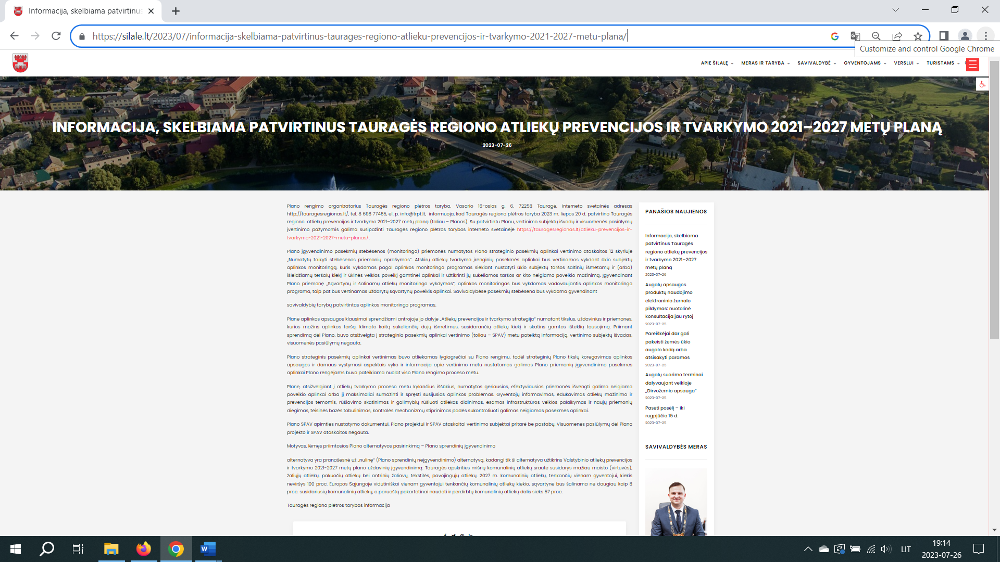 Informacija, skelbiama patvirtinus
https://silale.lt/2023/07/informacija-skelbiama-patvirtinus-taurages-regiono-atlieku-prevencijos-ir-tvarkymo-2021-2027-metu-plana/
Customize and control Google Chrome
APIE ŠILALĘ MERAS IR TARYBA SAVIVALDYBĖ GYVENTOJAMS VERSLUI TURISTAMS
INFORMACIJA, SKELBIAMA PATVIRTINUS TAURAGĖS REGIONO ATLIEKŲ PREVENCIJOS IR TVARKYMO 2021–2027 METŲ PLANĄ
2023-07-26
Plano rengimo organizatorius Tauragės regiono plėtros taryba, Vasario 16-osios g. 6, 72258 Tauragė, interneto svetainės adresas
http://tauragesregionas.lt/, tel. 8 698 77465, el. p. info@trpt.lt, informuoja, kad Tauragės regiono plėtros taryba 2023 m. liepos 20 d. patvirtino Tauragės
regiono atliekų prevencijos ir tvarkymo 2021–2027 metų planą (toliau – Planas). Su patvirtintu Planu, vertinimo subjektų išvadų ir visuomenės pasiūlymų
įvertinimo pažymomis galima susipažinti Tauragės regiono plėtros tarybos interneto svetainėje https://tauragesregionas.lt/atlieku-prevencijos-ir-
tvarkymo-2021-2027-metu-planas/.
Plano įgyvendinimo pasekmių stebėsenos (monitoringo) priemonės numatytos Plano strateginio pasekmių aplinkai vertinimo ataskaitos 12 skyriuje
„Numatytų taikyti stebėsenos priemonių aprašymas“. Atskirų atliekų tvarkymo įrenginių pasekmės aplinkai bus vertinamos vykdant ūkio subjektų
aplinkos monitoringą, kuris vykdomas pagal aplinkos monitoringo programas siekiant nustatyti ūkio subjektų taršos šaltinių išmetamų ir (arba)
išleidžiamų teršalų kiekį ir ūkinės veiklos poveikį gamtinei aplinkai ir užtikrinti jų sukeliamos taršos ar kito neigiamo poveikio mažinimą. Įgyvendinant
Plano priemonę „Sąvartynų ir šalinamų atliekų monitoringo vykdymas“, aplinkos monitoringas bus vykdomas vadovaujantis aplinkos monitoringo
programa, taip pat bus vertinamas uždarytų sąvartynų poveikis aplinkai. Savivaldybėse pasekmių stebėsena bus vykdoma gyvendinant
savivaldybių tarybų patvirtintas aplinkos monitoringo programas.
Plane aplinkos apsaugos klausimai sprendžiami antrojoje jo dalyje „Atliekų prevencijos ir tvarkymo strategija“ numatant tikslus, uždavinius ir priemones,
kurios mažins aplinkos taršą, klimato kaitą sukeliančių dujų išmetimus, susidarančių atliekų kiekį ir skatins gamtos išteklių tausojimą. Priimant
sprendimą dėl Plano, buvo atsižvelgta į strateginio pasekmių aplinkai vertinimo (toliau – SPAV) metu pateiktą informaciją, vertinimo subjektų išvadas,
visuomenės pasiūlymų negauta.
Plano strateginis pasekmių aplinkai vertinimas buvo atliekamas lygiagrečiai su Plano rengimu, todėl strateginių Plano tikslų koregavimas aplinkos
apsaugos ir darnaus vystymosi aspektais vyko ir informacija apie vertinimo metu nustatomas galimas Plano priemonių įgyvendinimo pasekmes
aplinkai Plano rengėjams buvo pateikiama nuolat viso Plano rengimo proceso metu.
Plane, atsižvelgiant į atliekų tvarkymo proceso metu kylančius iššūkius, numatytos geriausios, efektyviausios priemonės išvengti galimo neigiamo
poveikio aplinkai arba jį maksimaliai sumažinti ir spręsti susijusias aplinkos problemas. Gyventojų informavimas, edukavimas atliekų mažinimo ir
prevencijos temomis, rūšiavimo skatinimas ir galimybių rūšiuoti atliekas didinimas, esamos infrastruktūros veiklos palaikymas ir naujų priemonių
diegimas, teisinės bazės tobulinimas, kontrolės mechanizmų stiprinimas padės sukontroliuoti galimas neigiamas pasekmes aplinkai.
Plano SPAV apimties nustatymo dokumentui, Plano projektui ir SPAV ataskaitai vertinimo subjektai pritarė be pastabų. Visuomenės pasiūlymų dėl Plano
projekto ir SPAV ataskaitos negauta.
Motyvas, lėmęs priimtosios Plano alternatyvos pasirinkimą – Plano sprendinių įgyvendinimo
alternatyva yra pranašesnė už „nulinę“ (Plano sprendinių neįgyvendinimo) alternatyvą, kadangi tik ši alternatyva užtikrins Valstybinio atliekų prevencijos
ir tvarkymo 2021-2027 metų plano uždavinių įgyvendinimą: Tauragės apskrities mišrių komunalinių atliekų sraute susidarys mažiau maisto (virtuvės),
žaliųjų atliekų, pakuočių atliekų bei antrinių žaliavų, tekstilės, pavojingųjų atliekų, 2027 m. komunalinių atliekų, tenkančių vienam gyventojui, kiekis
neviršys 100 proc. Europos Sąjungoje vidutiniškai vienam gyventojui tenkančių komunalinių atliekų kiekio, sąvartyne bus šalinama ne daugiau kaip 8
proc. susidariusių komunalinių atliekų, o paruoštų pakartotinai naudoti ir perdirbtų komunalinių atliekų dalis sieks 57 proc.
Tauragės regiono plėtros tarybos informacija
PANAŠIOS NAUJIENOS
Informacija, skelbiama
patvirtinus Tauragės
regiono atliekų prevencijos
ir tvarkymo 2021–2027
metų planą
2023-07-26
Augalų apsaugos
produktų naudojimo
elektroninio žurnalo
pildymas: nuotolinė
konsultacija jau rytoj
2023-07-25
Pareiškėjai dar gali
pakeisti žemės ūkio
augalo kodą arba
atsisakyti paramos
2023-07-25
Augalų suarimo terminai
dalyvaujant veikloje
„Dirvožemio apsauga“
2023-07-25
Pasėti posėlį – iki
rugpjūčio 15 d.
2023-07-25
SAVIVALDYBĖS MERAS
LIT
19:14
2023-07-26